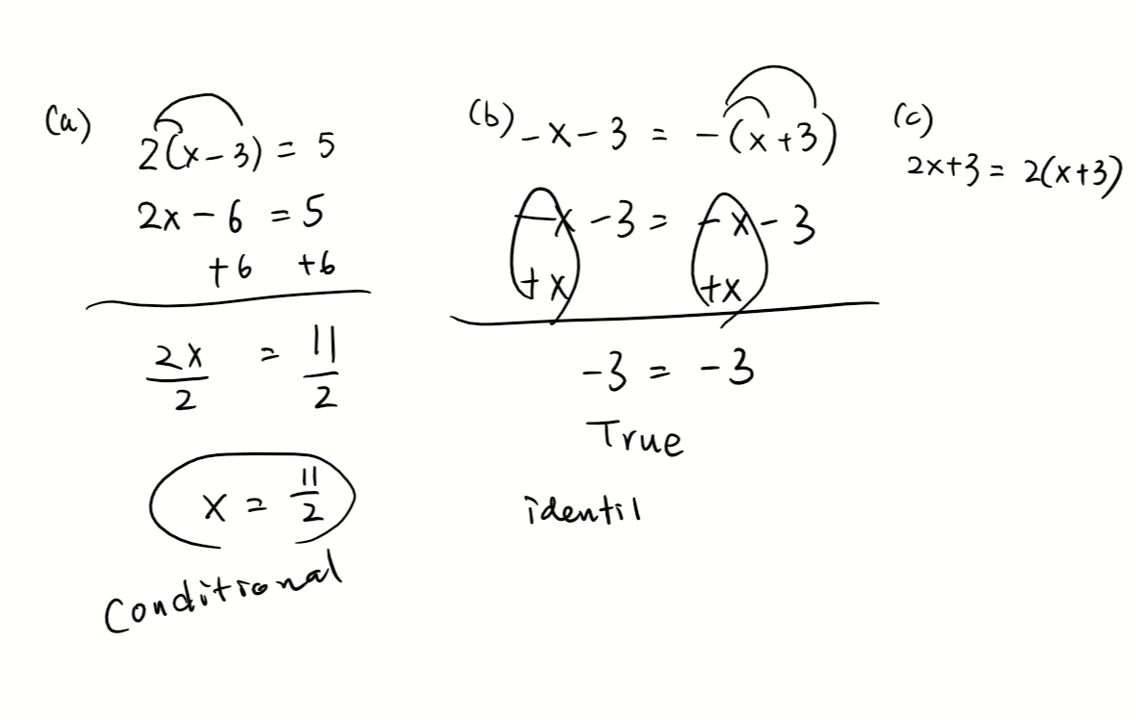 (a)
2(x-3) = 5
2x - 6 = 5
+6 +6
2x/2 = 11/2
x = 11/2
Conditional
(b) -x-3 = -(x+3)
-x-3 = -x-3
+x +x
-3 = -3
True
identil
(c)
2x+3 = 2(x+3)